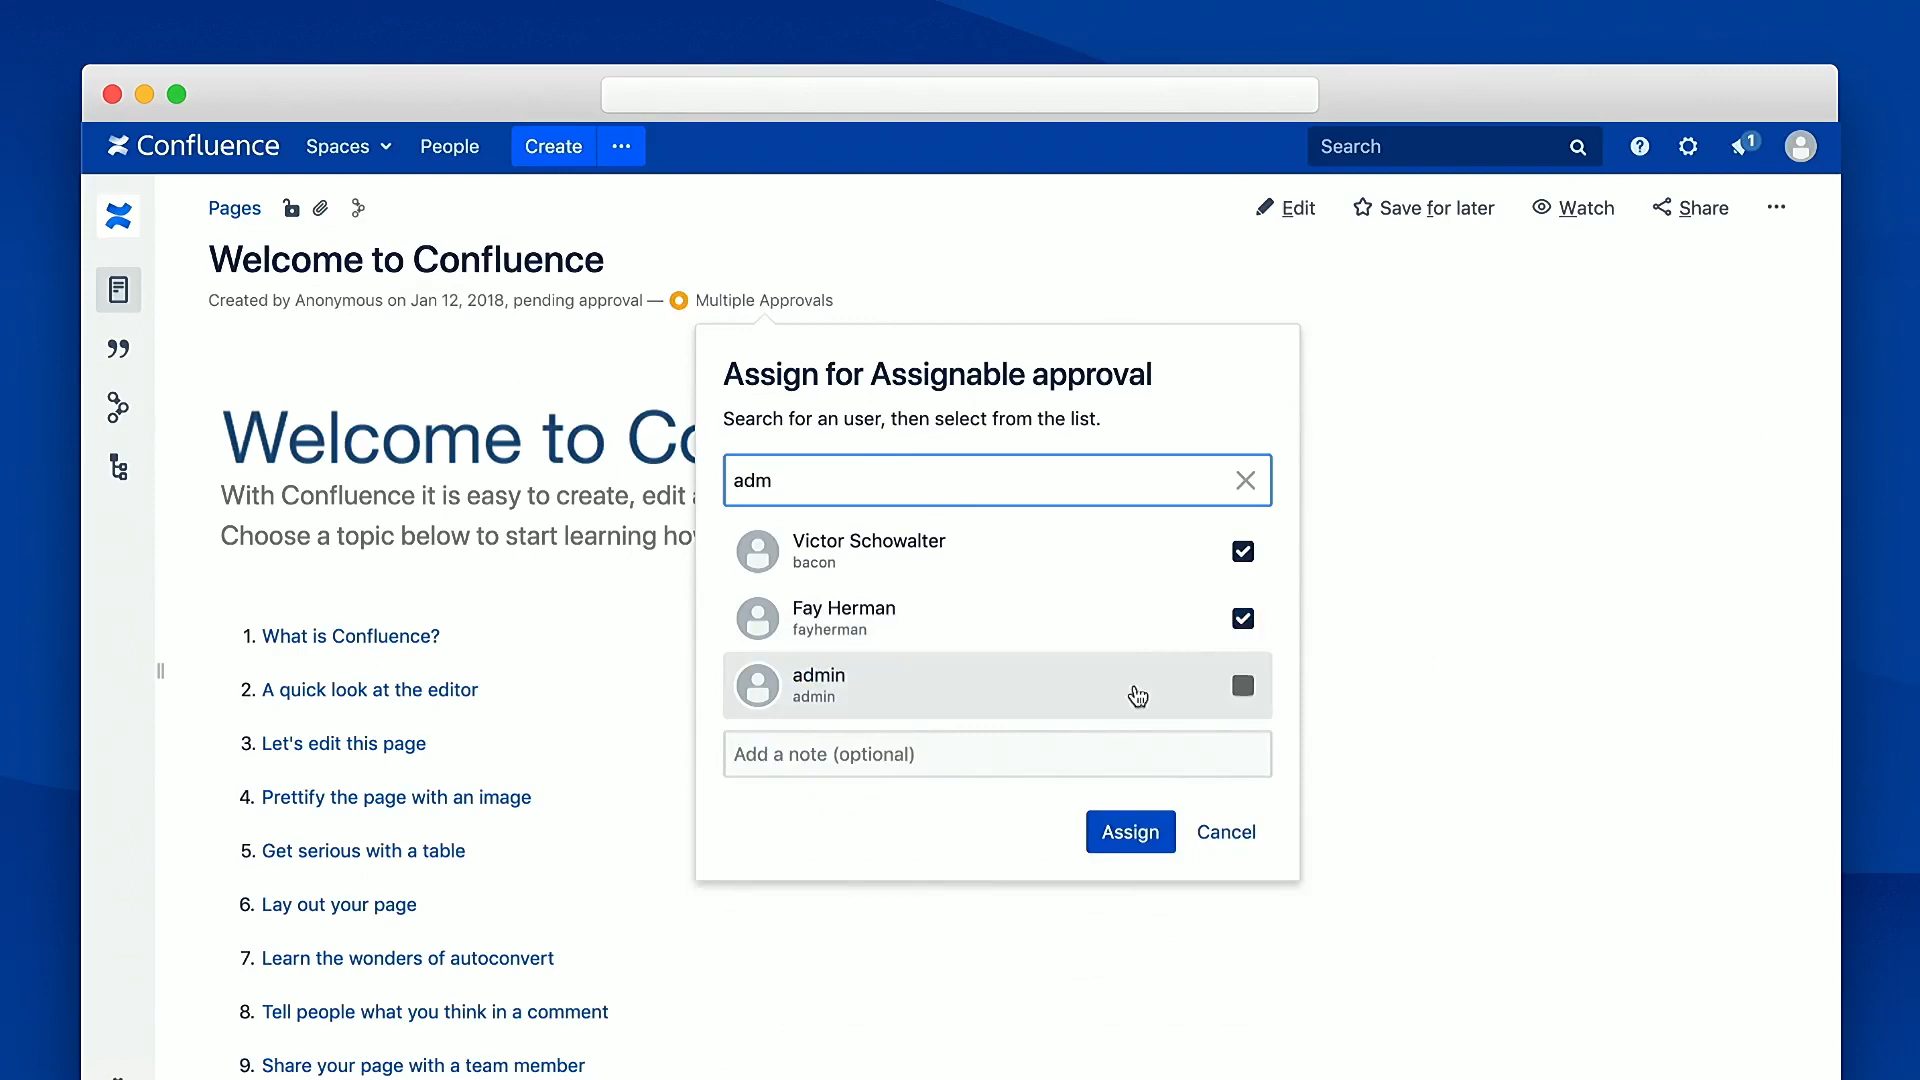 Confluence Spaces People Create ··· Search 1
Pages Edit Save for later Watch Share ···
Welcome to Confluence
Created by Anonymous on Jan 12, 2018, pending approval — Multiple Approvals
Assign for Assignable approval
Search for an user, then select from the list.
adm
Victor Schowalter
bacon
Fay Herman
fayherman
admin
admin
Add a note (optional)
Assign Cancel
Welcome to Co
With Confluence it is easy to create, edit
Choose a topic below to start learning ho
1. What is Confluence?
2. A quick look at the editor
3. Let's edit this page
4. Prettify the page with an image
5. Get serious with a table
6. Lay out your page
7. Learn the wonders of autoconvert
8. Tell people what you think in a comment
9. Share your page with a team member